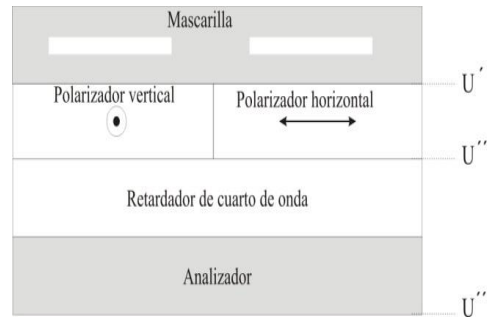 Mascarilla
U´
Polarizador vertical
Polarizador horizontal
U´´
Retardador de cuarto de onda
Analizador
U´´